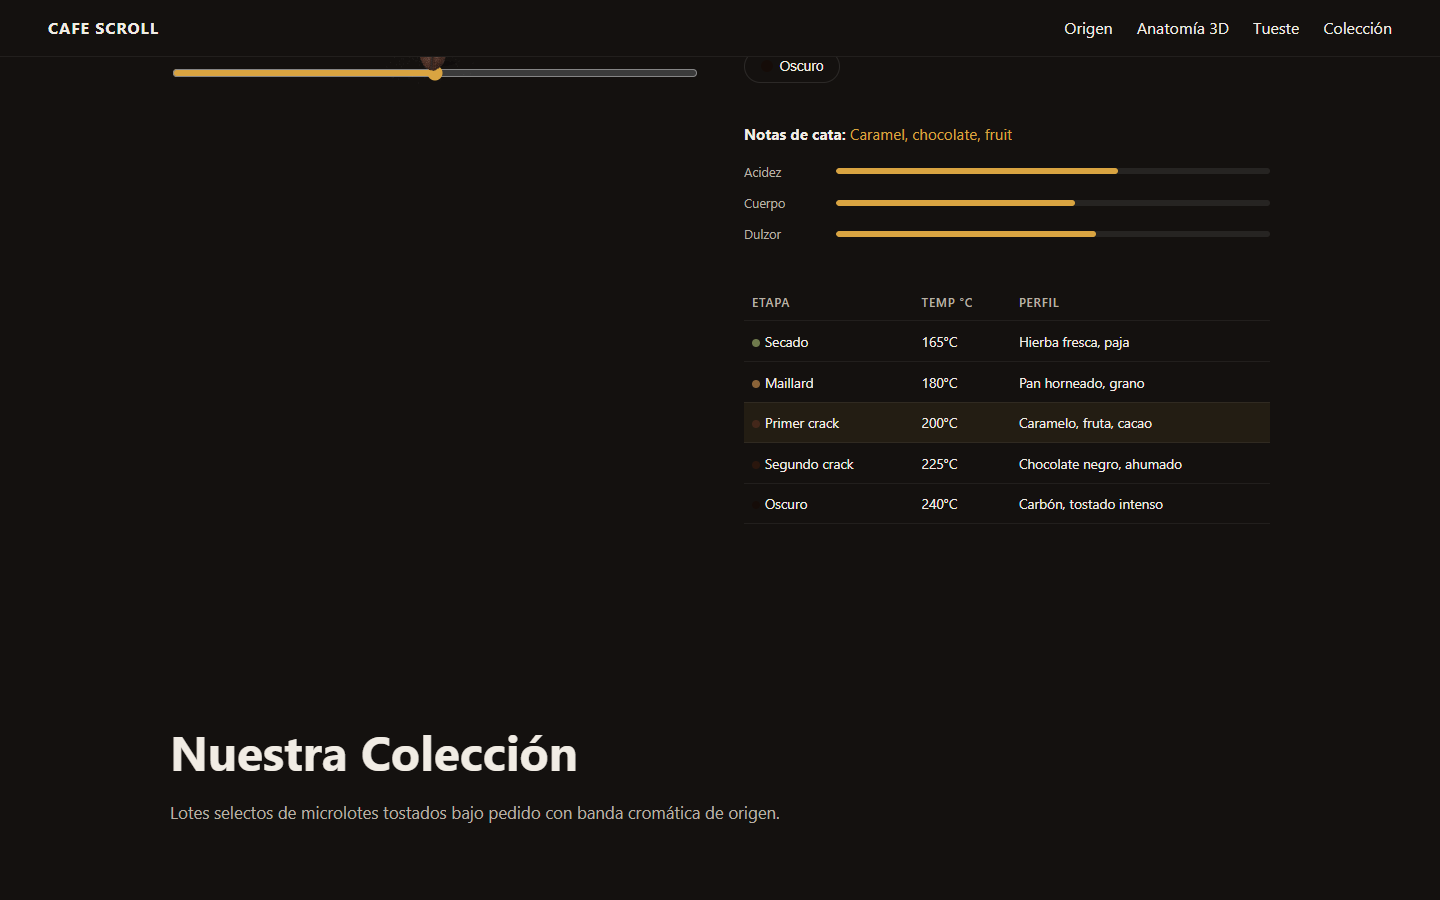 CAFE SCROLL
Origen Anatomía 3D Tueste Colección
Oscuro
Notas de cata: Caramel, chocolate, fruit
Acidez
Cuerpo
Dulzor
ETAPA TEMP °C PERFIL
Secado 165°C Hierba fresca, paja
Maillard 180°C Pan horneado, grano
Primer crack 200°C Caramelo, fruta, cacao
Segundo crack 225°C Chocolate negro, ahumado
Oscuro 240°C Carbón, tostado intenso
Nuestra Colección
Lotes selectos de microlotes tostados bajo pedido con banda cromática de origen.